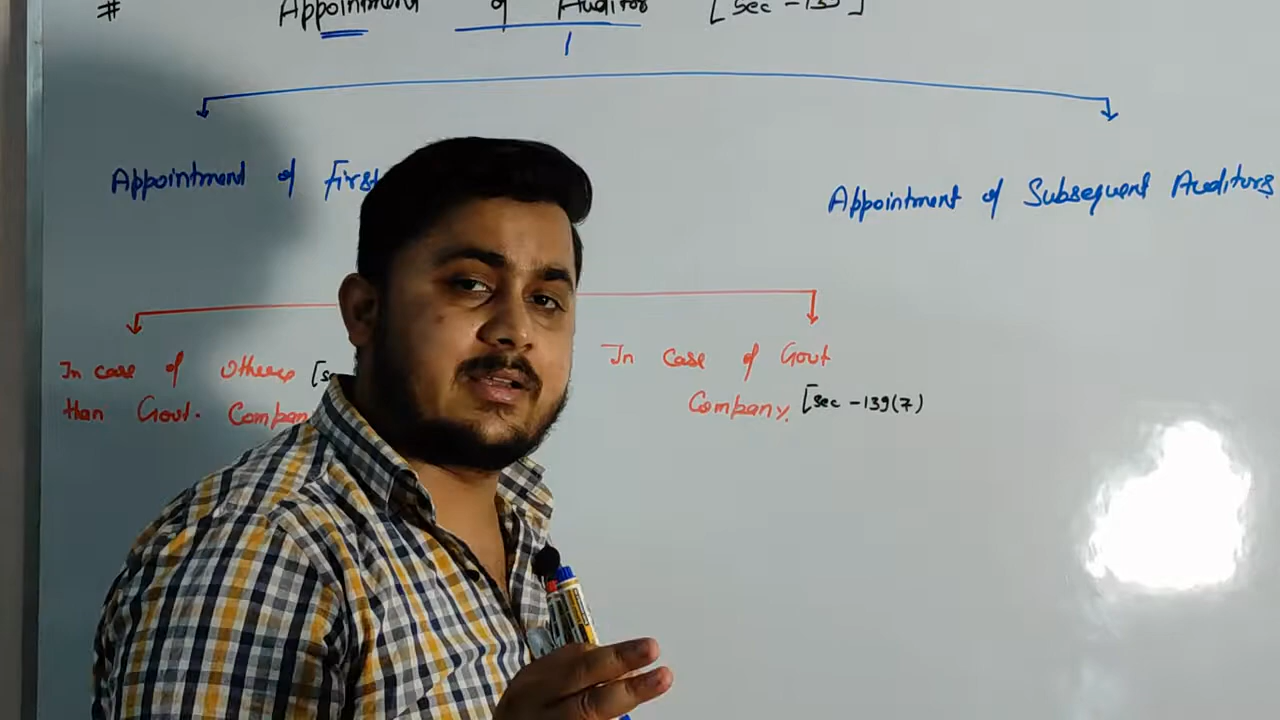 # Appointment of Auditor [Sec - 139]
Appointment of First
Appointment of Subsequent Auditors
In case of Others [se
than Govt. Compan
In case of Govt
Company. [Sec - 139(7)